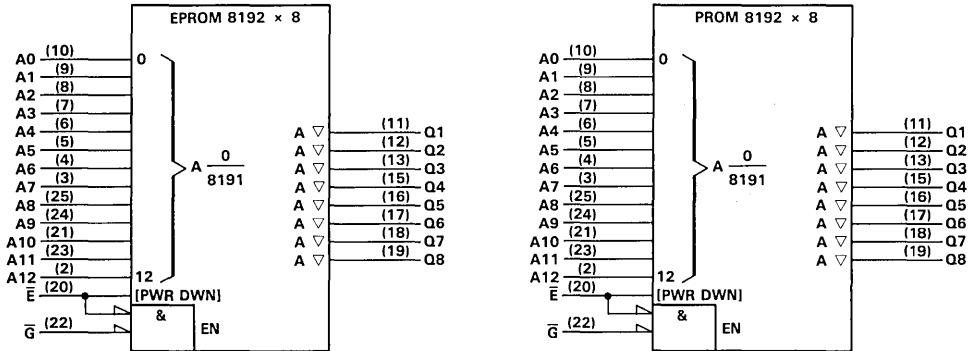 EPROM 8192 × 8
A0 (10) 0
A1 (9)
A2 (8)
A3 (7)
A4 (6)
A5 (5)
A6 (4)
A7 (3)
A8 (25)
A9 (24)
A10 (21)
A11 (23)
A12 (2) 12
A 0
8191
A ▽ (11) Q1
A ▽ (12) Q2
A ▽ (13) Q3
A ▽ (15) Q4
A ▽ (16) Q5
A ▽ (17) Q6
A ▽ (18) Q7
A ▽ (19) Q8
E̅ (20) [PWR DWN]
&
G̅ (22) EN
PROM 8192 × 8
A0 (10) 0
A1 (9)
A2 (8)
A3 (7)
A4 (6)
A5 (5)
A6 (4)
A7 (3)
A8 (25)
A9 (24)
A10 (21)
A11 (23)
A12 (2) 12
A 0
8191
A ▽ (11) Q1
A ▽ (12) Q2
A ▽ (13) Q3
A ▽ (15) Q4
A ▽ (16) Q5
A ▽ (17) Q6
A ▽ (18) Q7
A ▽ (19) Q8
E̅ (20) [PWR DWN]
&
G̅ (22) EN